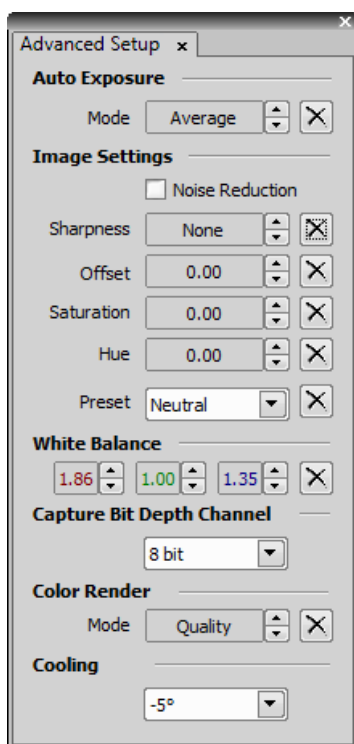 Advanced Setup x
Auto Exposure
Mode Average
Image Settings
Noise Reduction
Sharpness None
Offset 0.00
Saturation 0.00
Hue 0.00
Preset Neutral
White Balance
1.86 1.00 1.35
Capture Bit Depth Channel
8 bit
Color Render
Mode Quality
Cooling
-5°